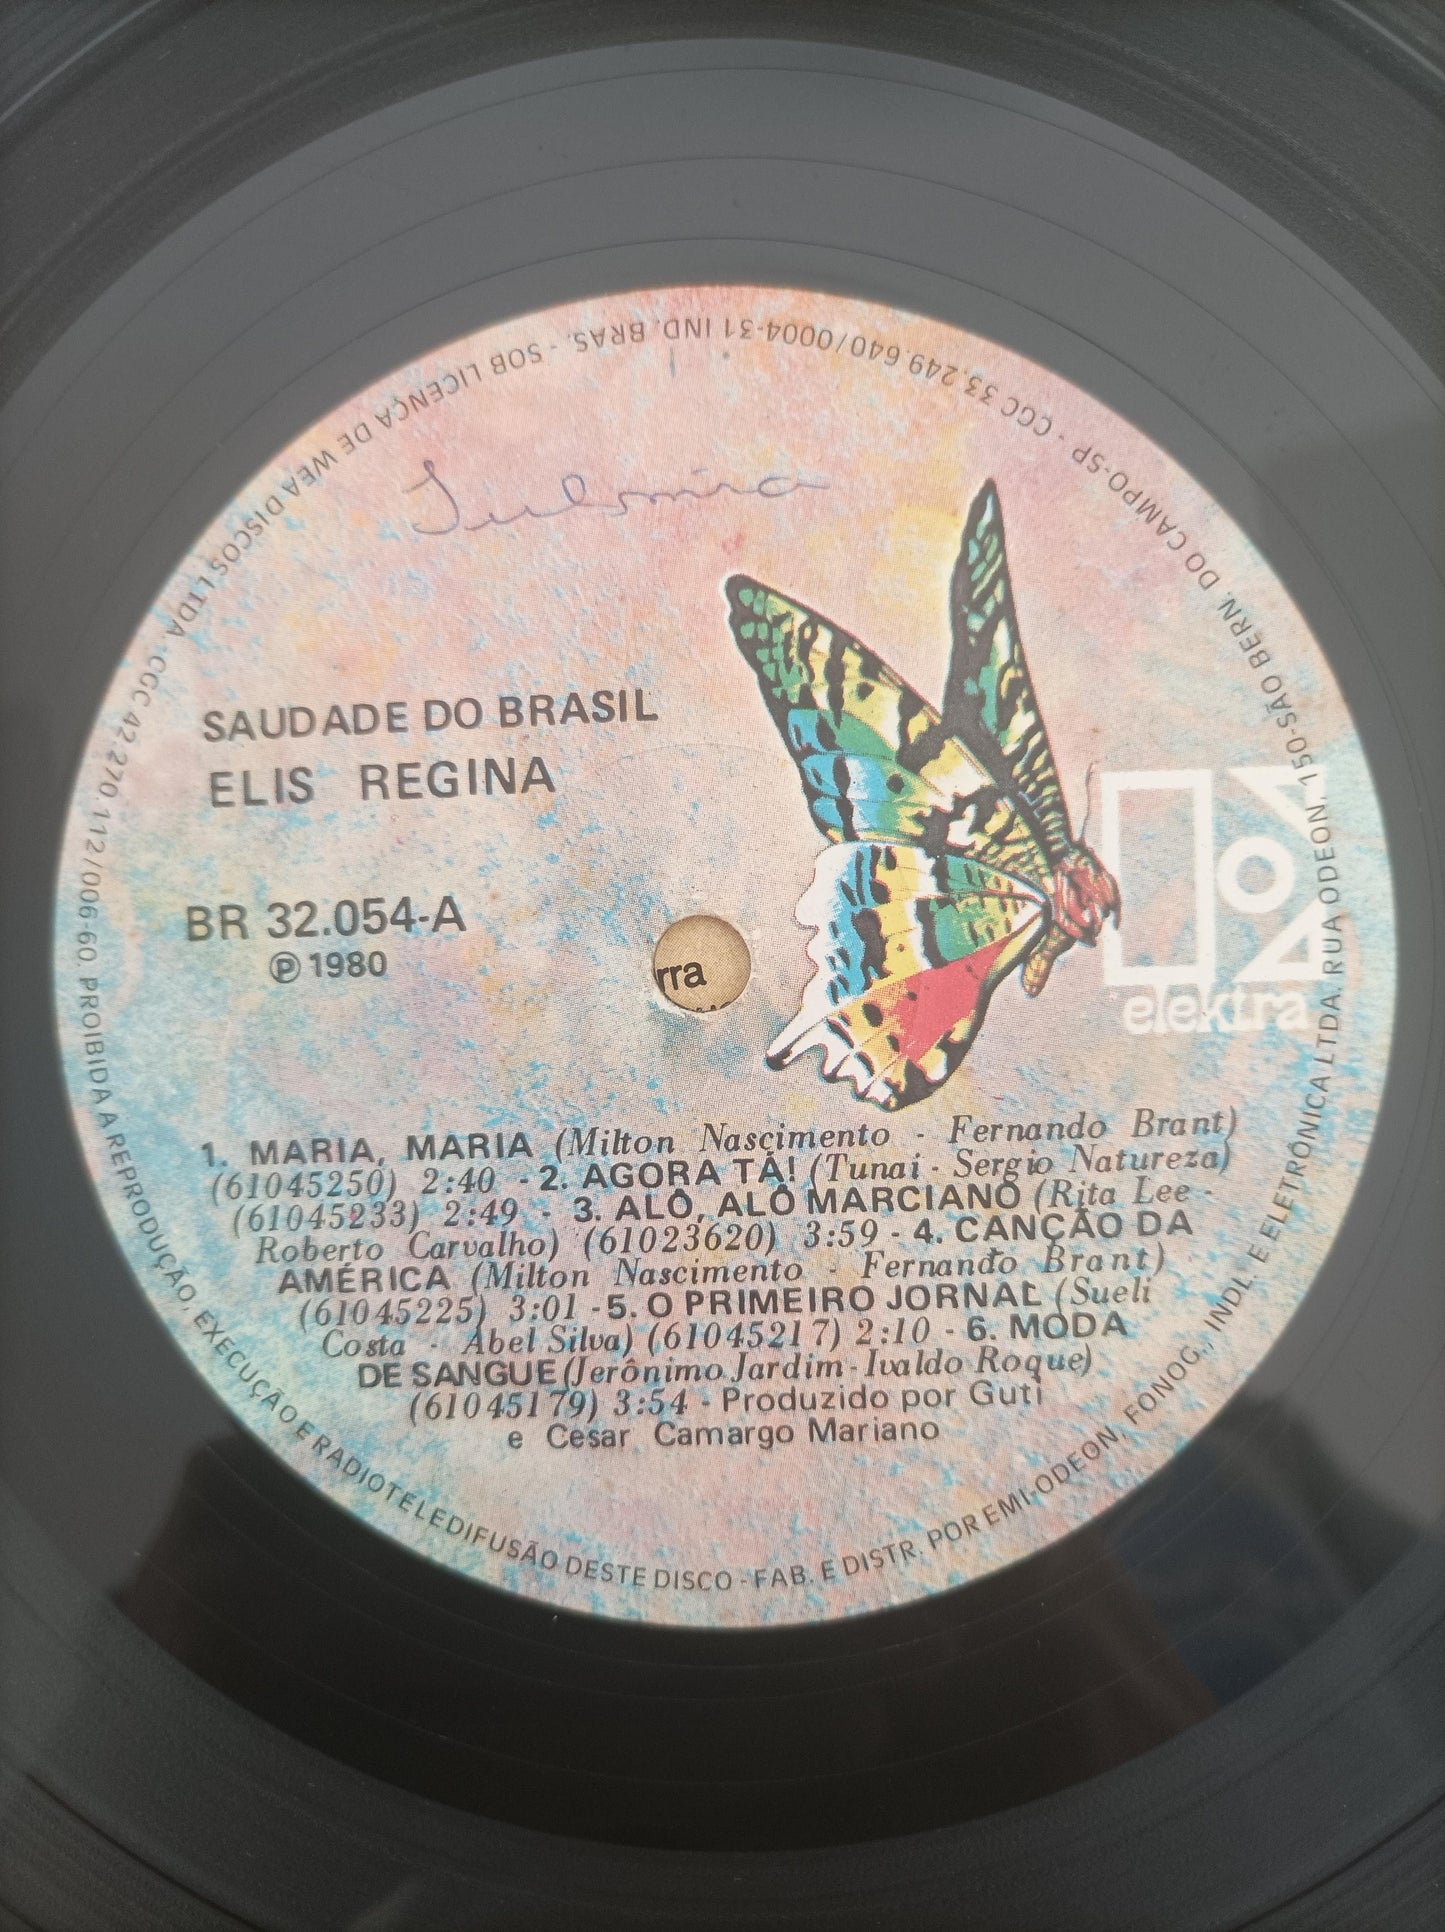 SAUDADE DO BRASIL
ELIS REGINA
BR 32.054-A
℗ 1980
rra
elektra
1. MARIA, MARIA (Milton Nascimento - Fernando Brant)
(61045250) 2:40 - 2. AGORA TÁ! (Tunai - Sergio Natureza)
(61045233) 2:49 - 3. ALÔ, ALÔ MARCIANO (Rita Lee -
Roberto Carvalho) (61023620) 3:59 - 4. CANÇÃO DA
AMÉRICA (Milton Nascimento - Fernando Brant)
(61045225) 3:01 - 5. O PRIMEIRO JORNAL (Sueli
Costa - Abel Silva) (61045217) 2:10 - 6. MODA
DE SANGUE (Jerônimo Jardim - Ivaldo Roque)
(61045179) 3:54 - Produzido por Guti
e Cesar Camargo Mariano
PROIBIDA A REPRODUÇÃO, EXECUÇÃO E RADIOTELEDIFUSÃO DESTE DISCO - FAB. E DISTR. POR EMI-ODEON, FONOG., INDL. E ELETRÔNICA LTDA. RUA ODEON, 150-SÃO BERN. DO CAMPO-SP - CGC 33.249.640/0004-31 IND. BRAS. - SOB LICENÇA DE WEA DISCOS LTDA. CGC 42.270.112/006-60.